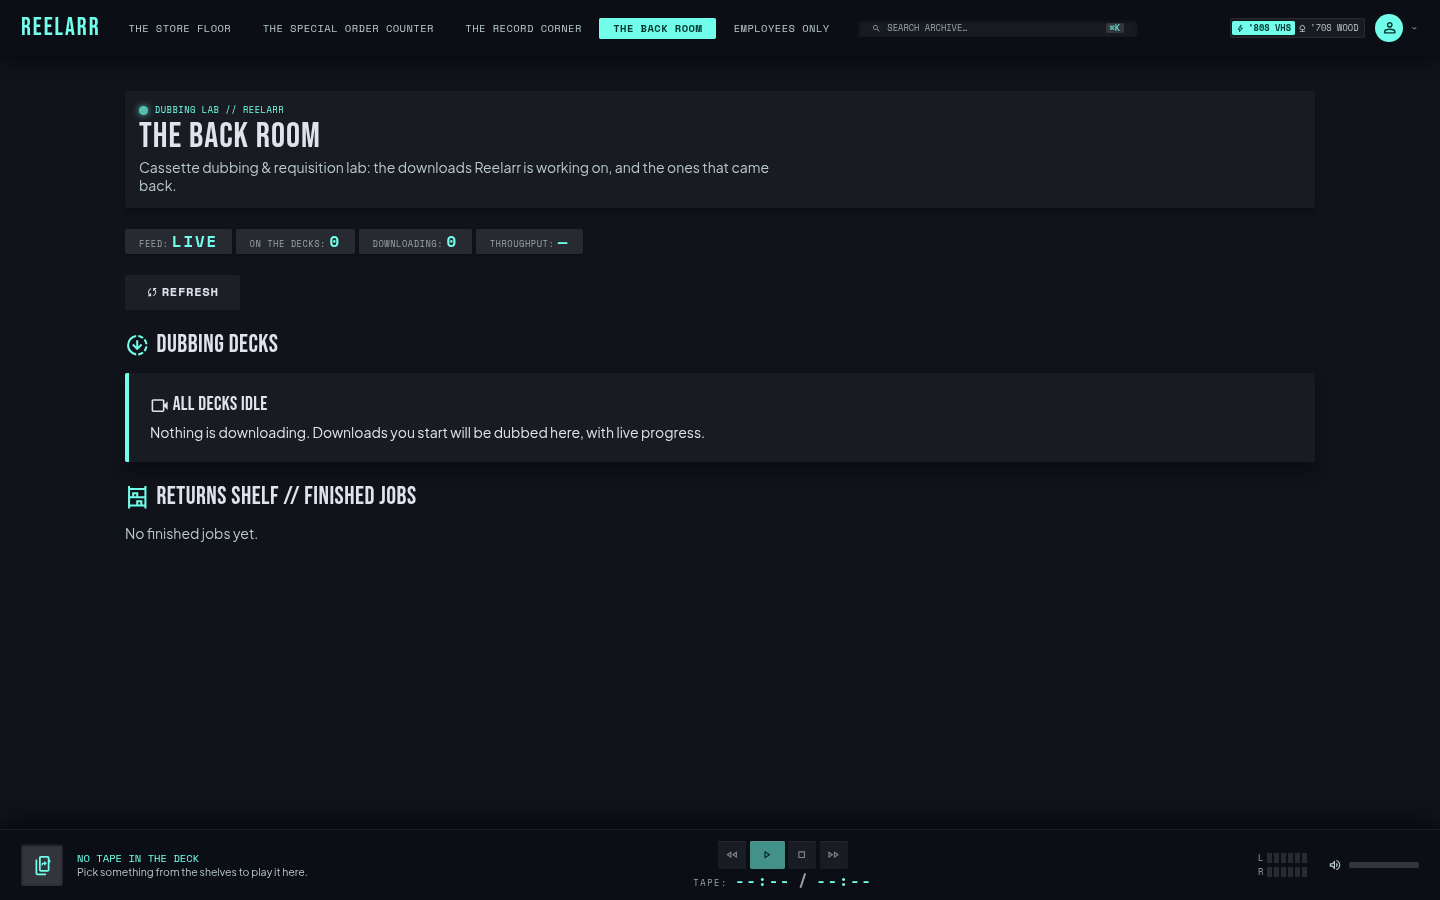 REELARR
THE STORE FLOOR
THE SPECIAL ORDER COUNTER
THE RECORD CORNER
THE BACK ROOM
EMPLOYEES ONLY
SEARCH ARCHIVE…
⌘K
'80S VHS
'70S WOOD
DUBBING LAB // REELARR
THE BACK ROOM
Cassette dubbing & requisition lab: the downloads Reelarr is working on, and the ones that came
back.
FEED: LIVE
ON THE DECKS: 0
DOWNLOADING: 0
THROUGHPUT: —
REFRESH
DUBBING DECKS
ALL DECKS IDLE
Nothing is downloading. Downloads you start will be dubbed here, with live progress.
RETURNS SHELF // FINISHED JOBS
No finished jobs yet.
NO TAPE IN THE DECK
Pick something from the shelves to play it here.
TAPE: --:-- / --:--
L
R